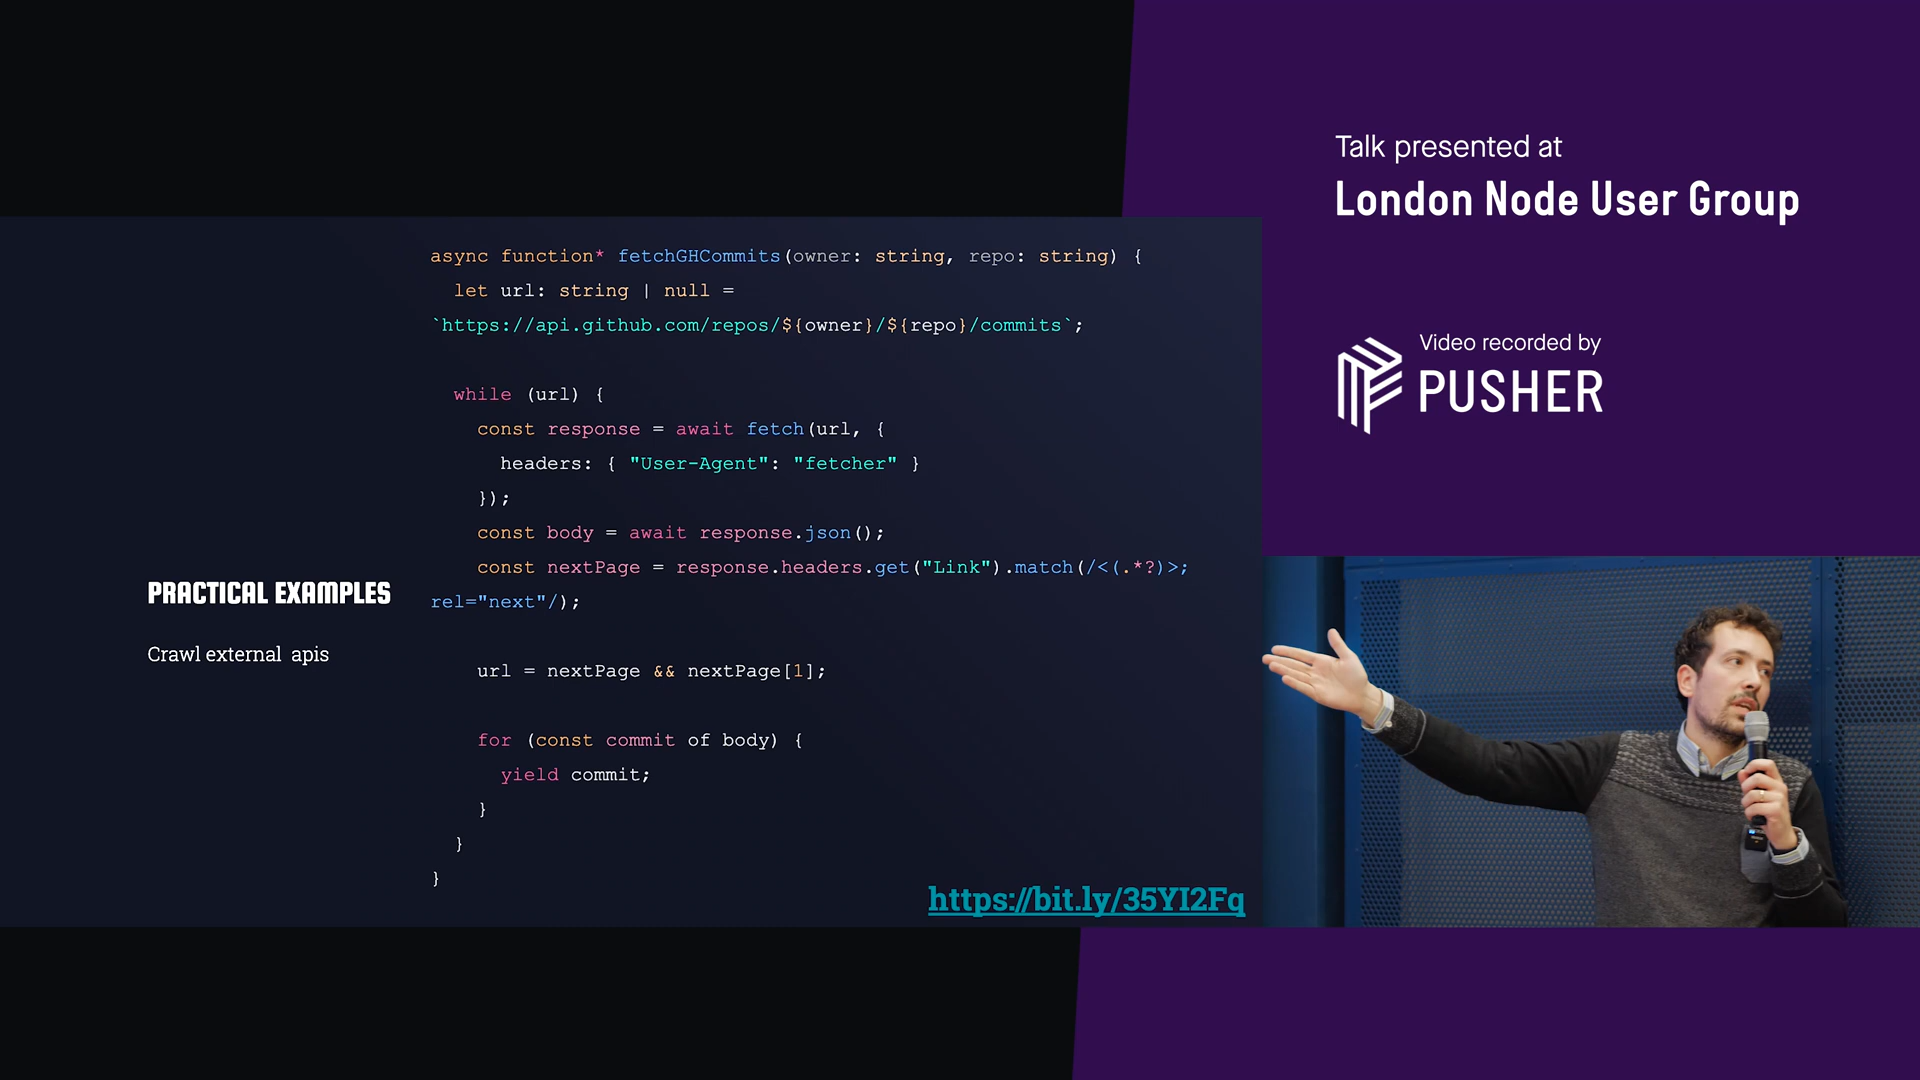 Talk presented at
London Node User Group
Video recorded by
PUSHER
PRACTICAL EXAMPLES
Crawl external apis
async function* fetchGHCommits(owner: string, repo: string) {
let url: string | null =
`https://api.github.com/repos/${owner}/${repo}/commits`;
while (url) {
const response = await fetch(url, {
headers: { "User-Agent": "fetcher" }
});
const body = await response.json();
const nextPage = response.headers.get("Link").match(/<(.*?)>;
rel="next"/);
url = nextPage && nextPage[1];
for (const commit of body) {
yield commit;
}
}
}
https://bit.ly/35YI2Fq